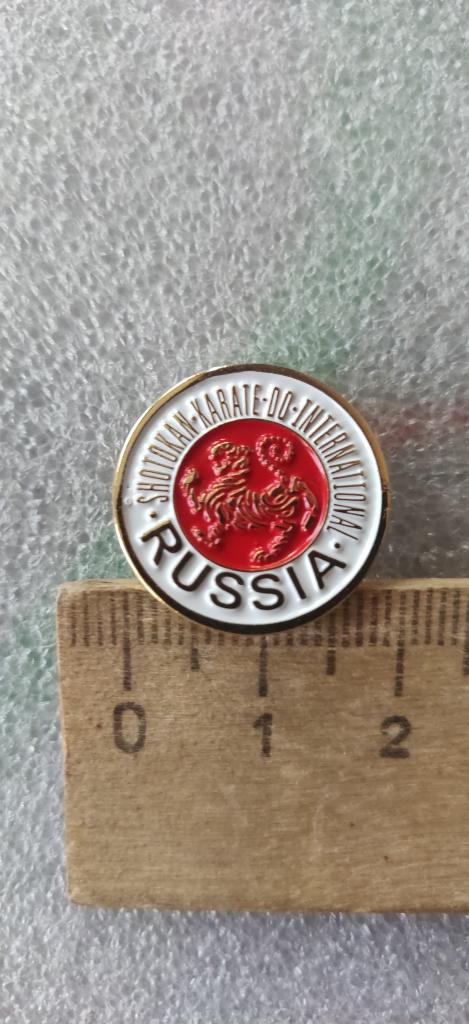 · SHOTOKAN · KARATE · DO · INTERNATIONAL ·
RUSSIA
0 1 2